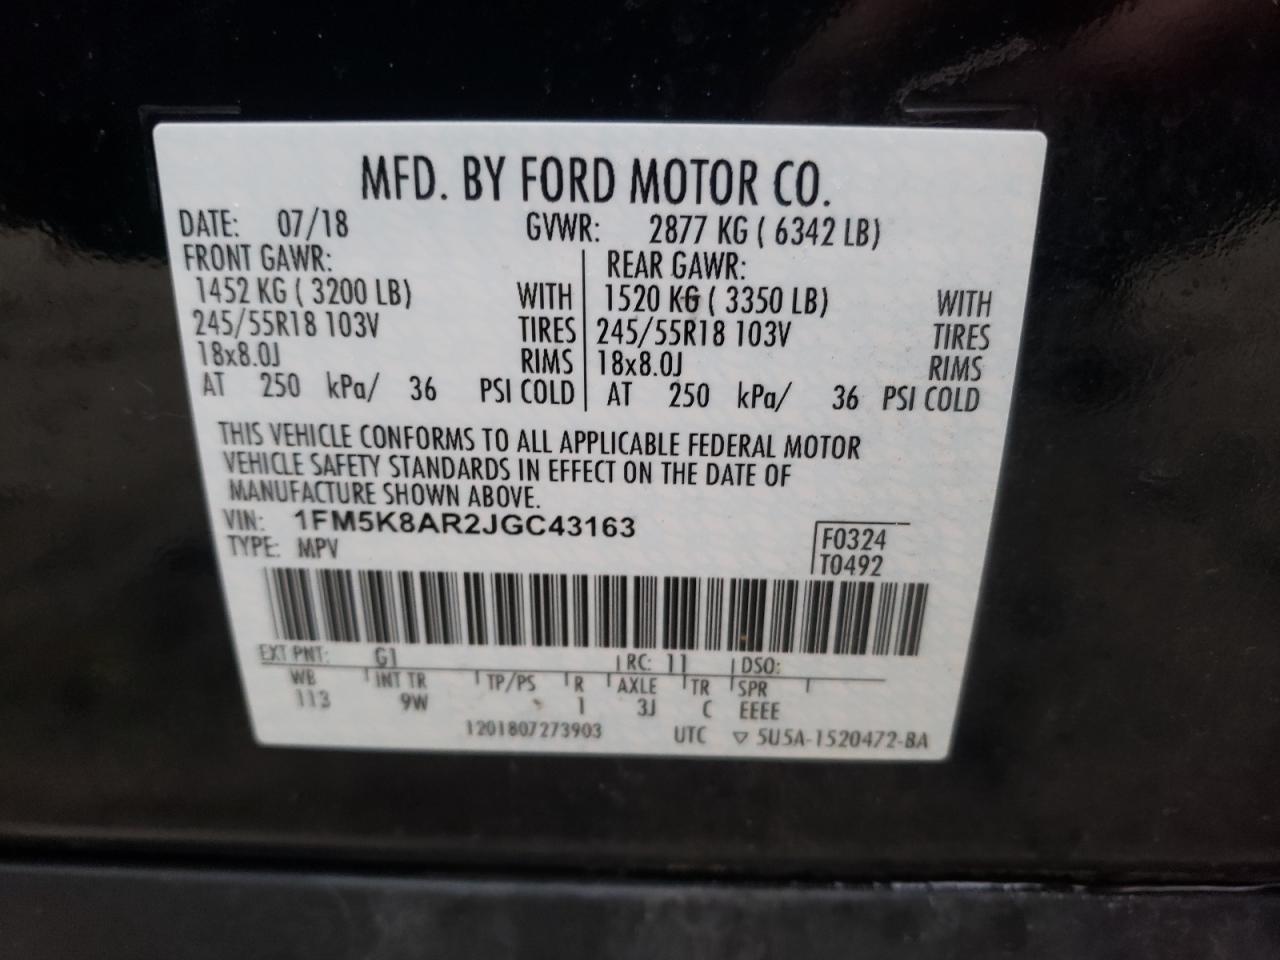 MFD. BY FORD MOTOR CO.
DATE: 07/18 GVWR: 2877 KG ( 6342 LB)
FRONT GAWR: REAR GAWR:
1452 KG ( 3200 LB) WITH 1520 KG ( 3350 LB) WITH
245/55R18 103V TIRES 245/55R18 103V TIRES
18x8.0J RIMS 18x8.0J RIMS
AT 250 kPa/ 36 PSI COLD AT 250 kPa/ 36 PSI COLD
THIS VEHICLE CONFORMS TO ALL APPLICABLE FEDERAL MOTOR
VEHICLE SAFETY STANDARDS IN EFFECT ON THE DATE OF
MANUFACTURE SHOWN ABOVE.
VIN: 1FM5K8AR2JGC43163
TYPE: MPV
F0324
T0492
EXT PNT: G1 RC: 11 DSO:
WB INT TR TP/PS R AXLE TR SPR
113 9W 1 3J C EEEE
1201807273903 UTC ▽ 5U5A-1520472-BA